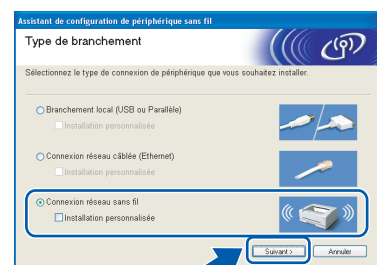 Assistant de configuration de périphérique sans fil
Type de branchement
Sélectionnez le type de connexion de périphérique que vous souhaitez installer.
Branchement local (USB ou Parallèle)
Installation personnalisée
Connexion réseau câblée (Ethernet)
Installation personnalisée
Connexion réseau sans fil
Installation personnalisée
Suivant >
Annuler